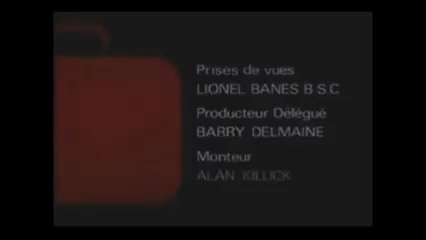 Prises de vues
LIONEL BANES B.S.C
Producteur Délégué
BARRY DELMAINE
Monteur
ALAN KILLICK